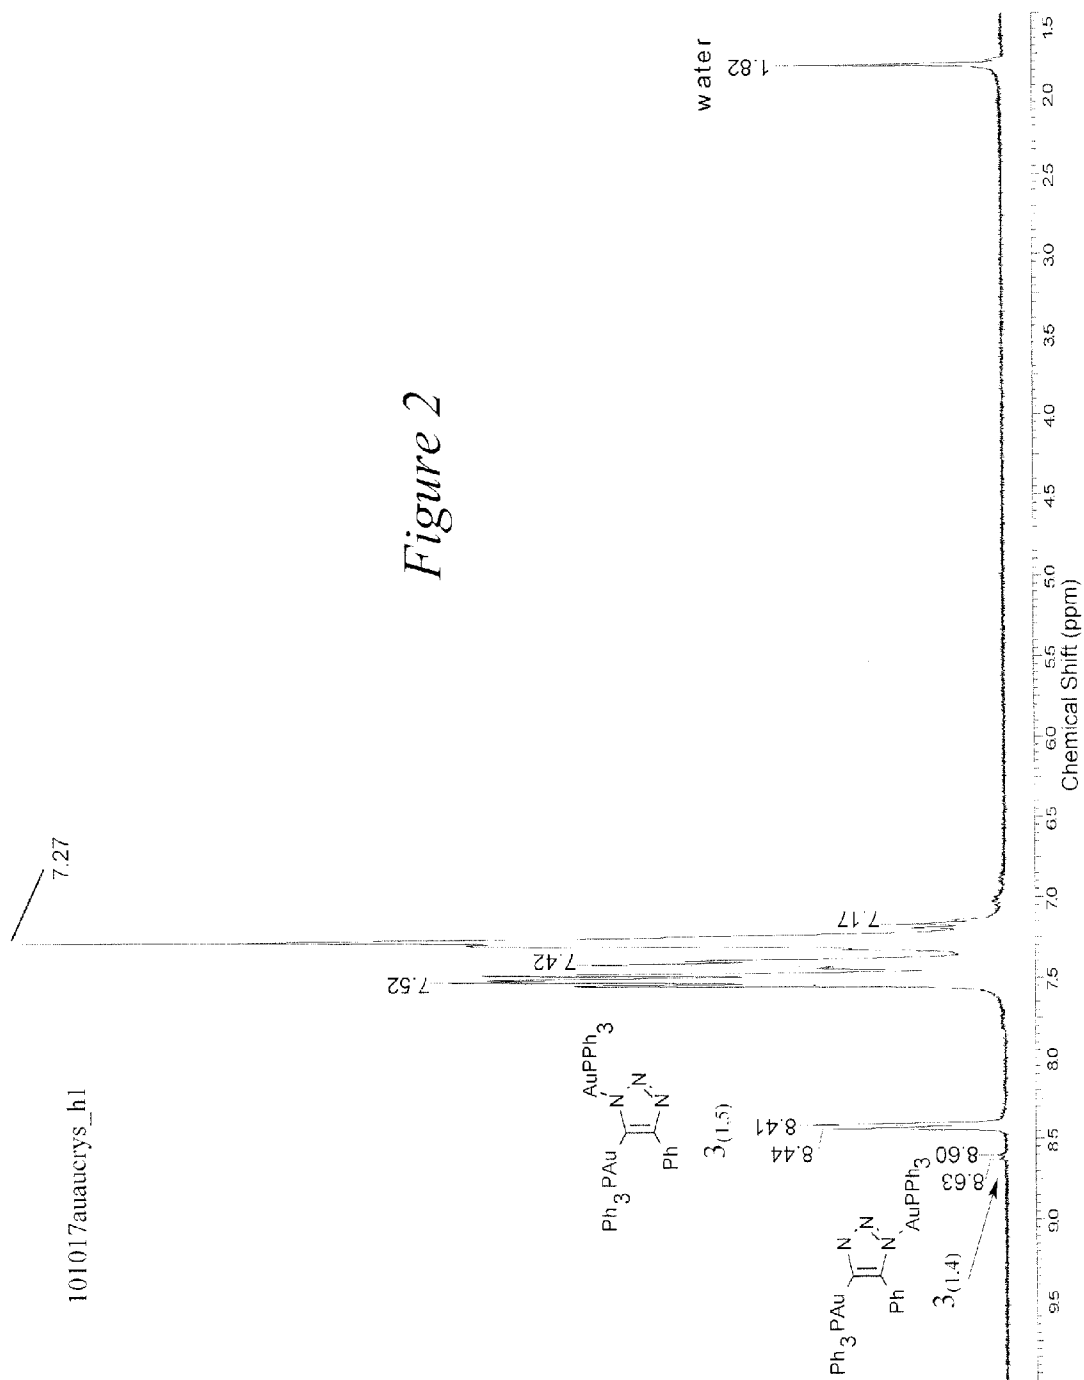 101017auaucrys_h1
7.27
Figure 2
water
1.82
7.52
7.42
7.17
Ph3PAu
AuPPh3
N
N
N
Ph
3(1.5)
8.44
8.41
8.63
8.60
Ph3PAu
N
N
N
AuPPh3
Ph
3(1.4)
9.5 9.0 8.5 8.0 7.5 7.0 6.5 6.0 5.5 5.0 4.5 4.0 3.5 3.0 2.5 2.0 1.5
Chemical Shift (ppm)